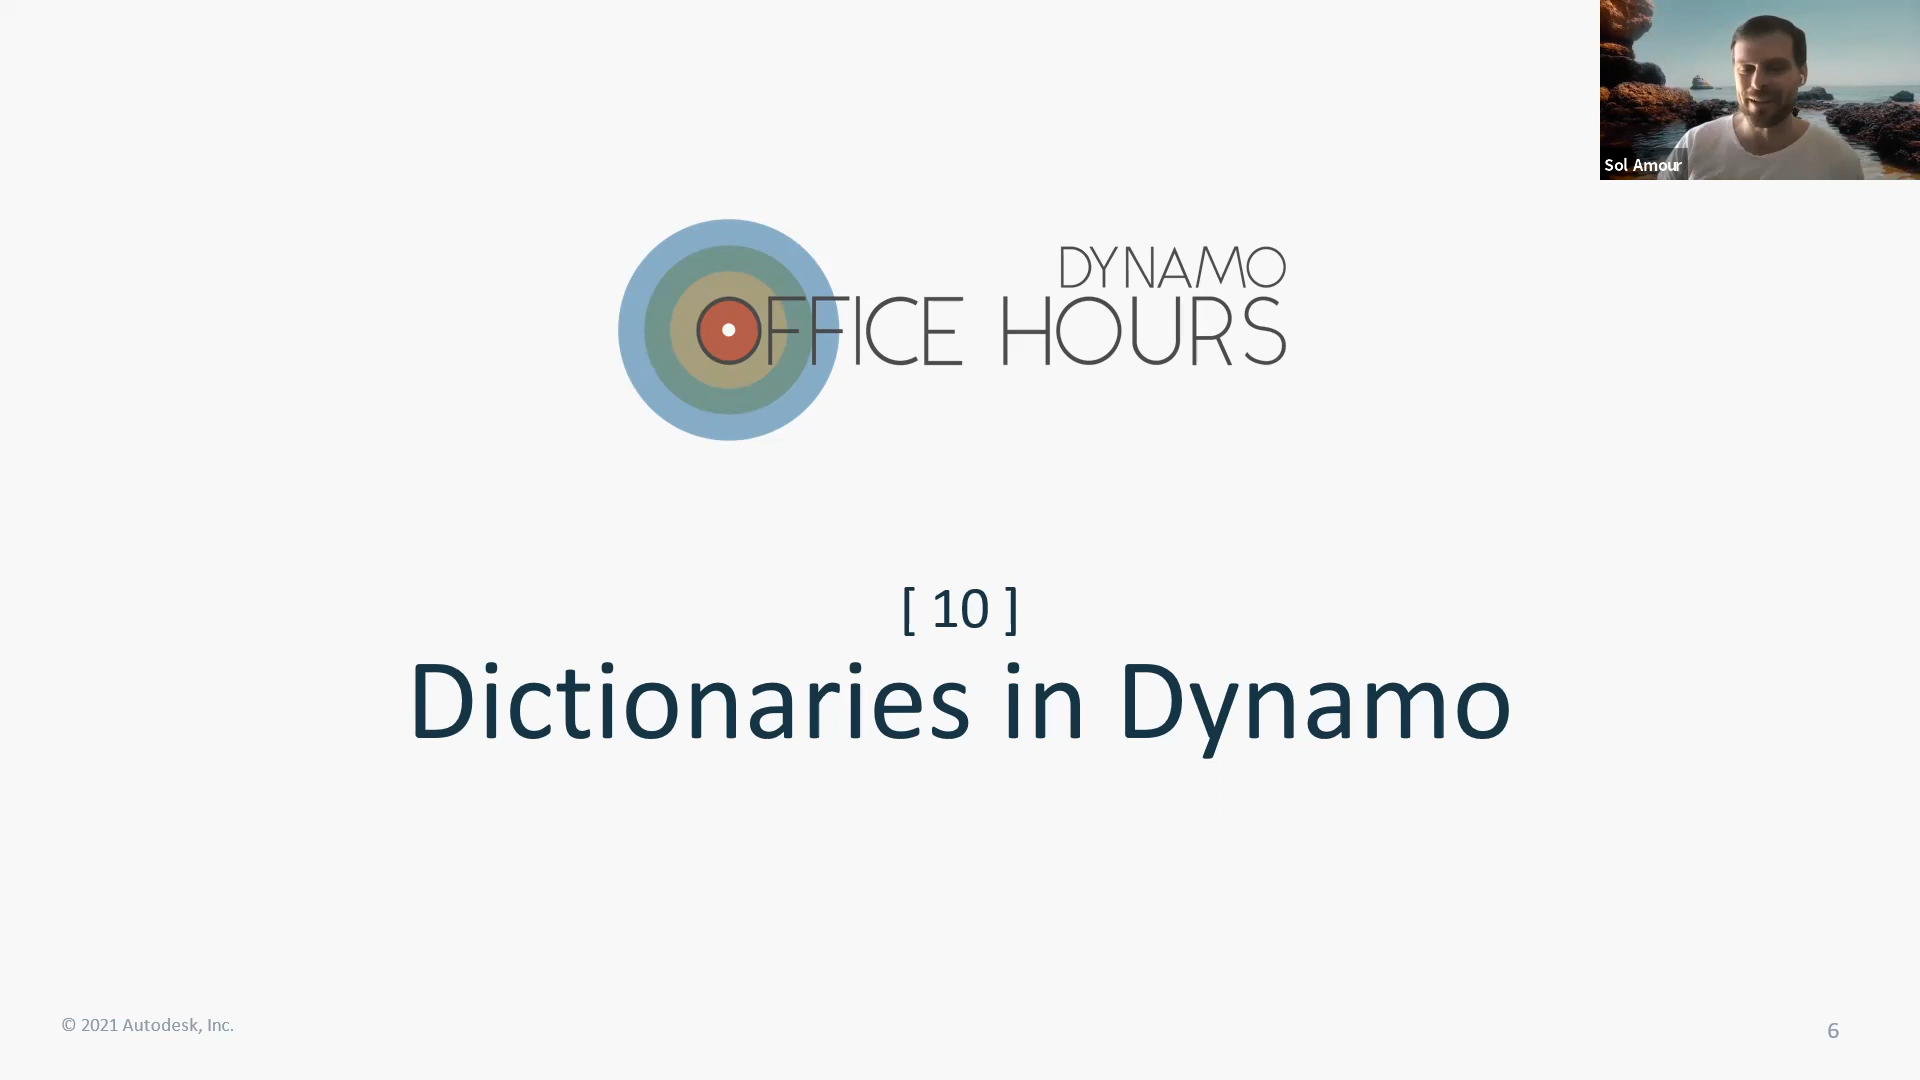 Sol Amour
DYNAMO
OFFICE HOURS
[ 10 ]
Dictionaries in Dynamo
© 2021 Autodesk, Inc.
6